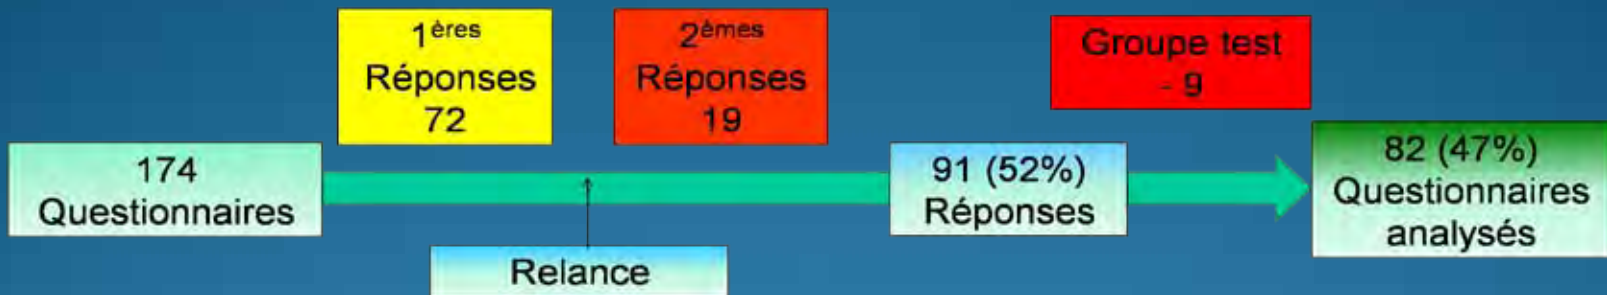 174
Questionnaires
1ères
Réponses
72
Relance
2èmes
Réponses
19
91 (52%)
Réponses
Groupe test
- 9
82 (47%)
Questionnaires
analysés